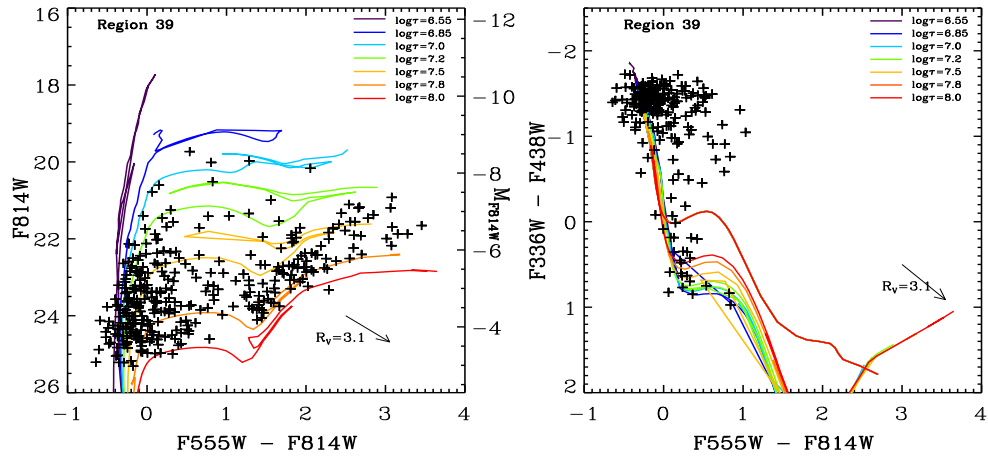 Region 39
logτ=6.55
logτ=6.85
logτ=7.0
logτ=7.2
logτ=7.5
logτ=7.8
logτ=8.0
16
18
20
22
24
26
F814W
−12
−10
−8
−6
−4
M_F814W
R_V=3.1
−1 0 1 2 3 4
F555W − F814W
Region 39
logτ=6.55
logτ=6.85
logτ=7.0
logτ=7.2
logτ=7.5
logτ=7.8
logτ=8.0
−2
−1
0
1
2
F336W − F438W
R_V=3.1
−1 0 1 2 3 4
F555W − F814W